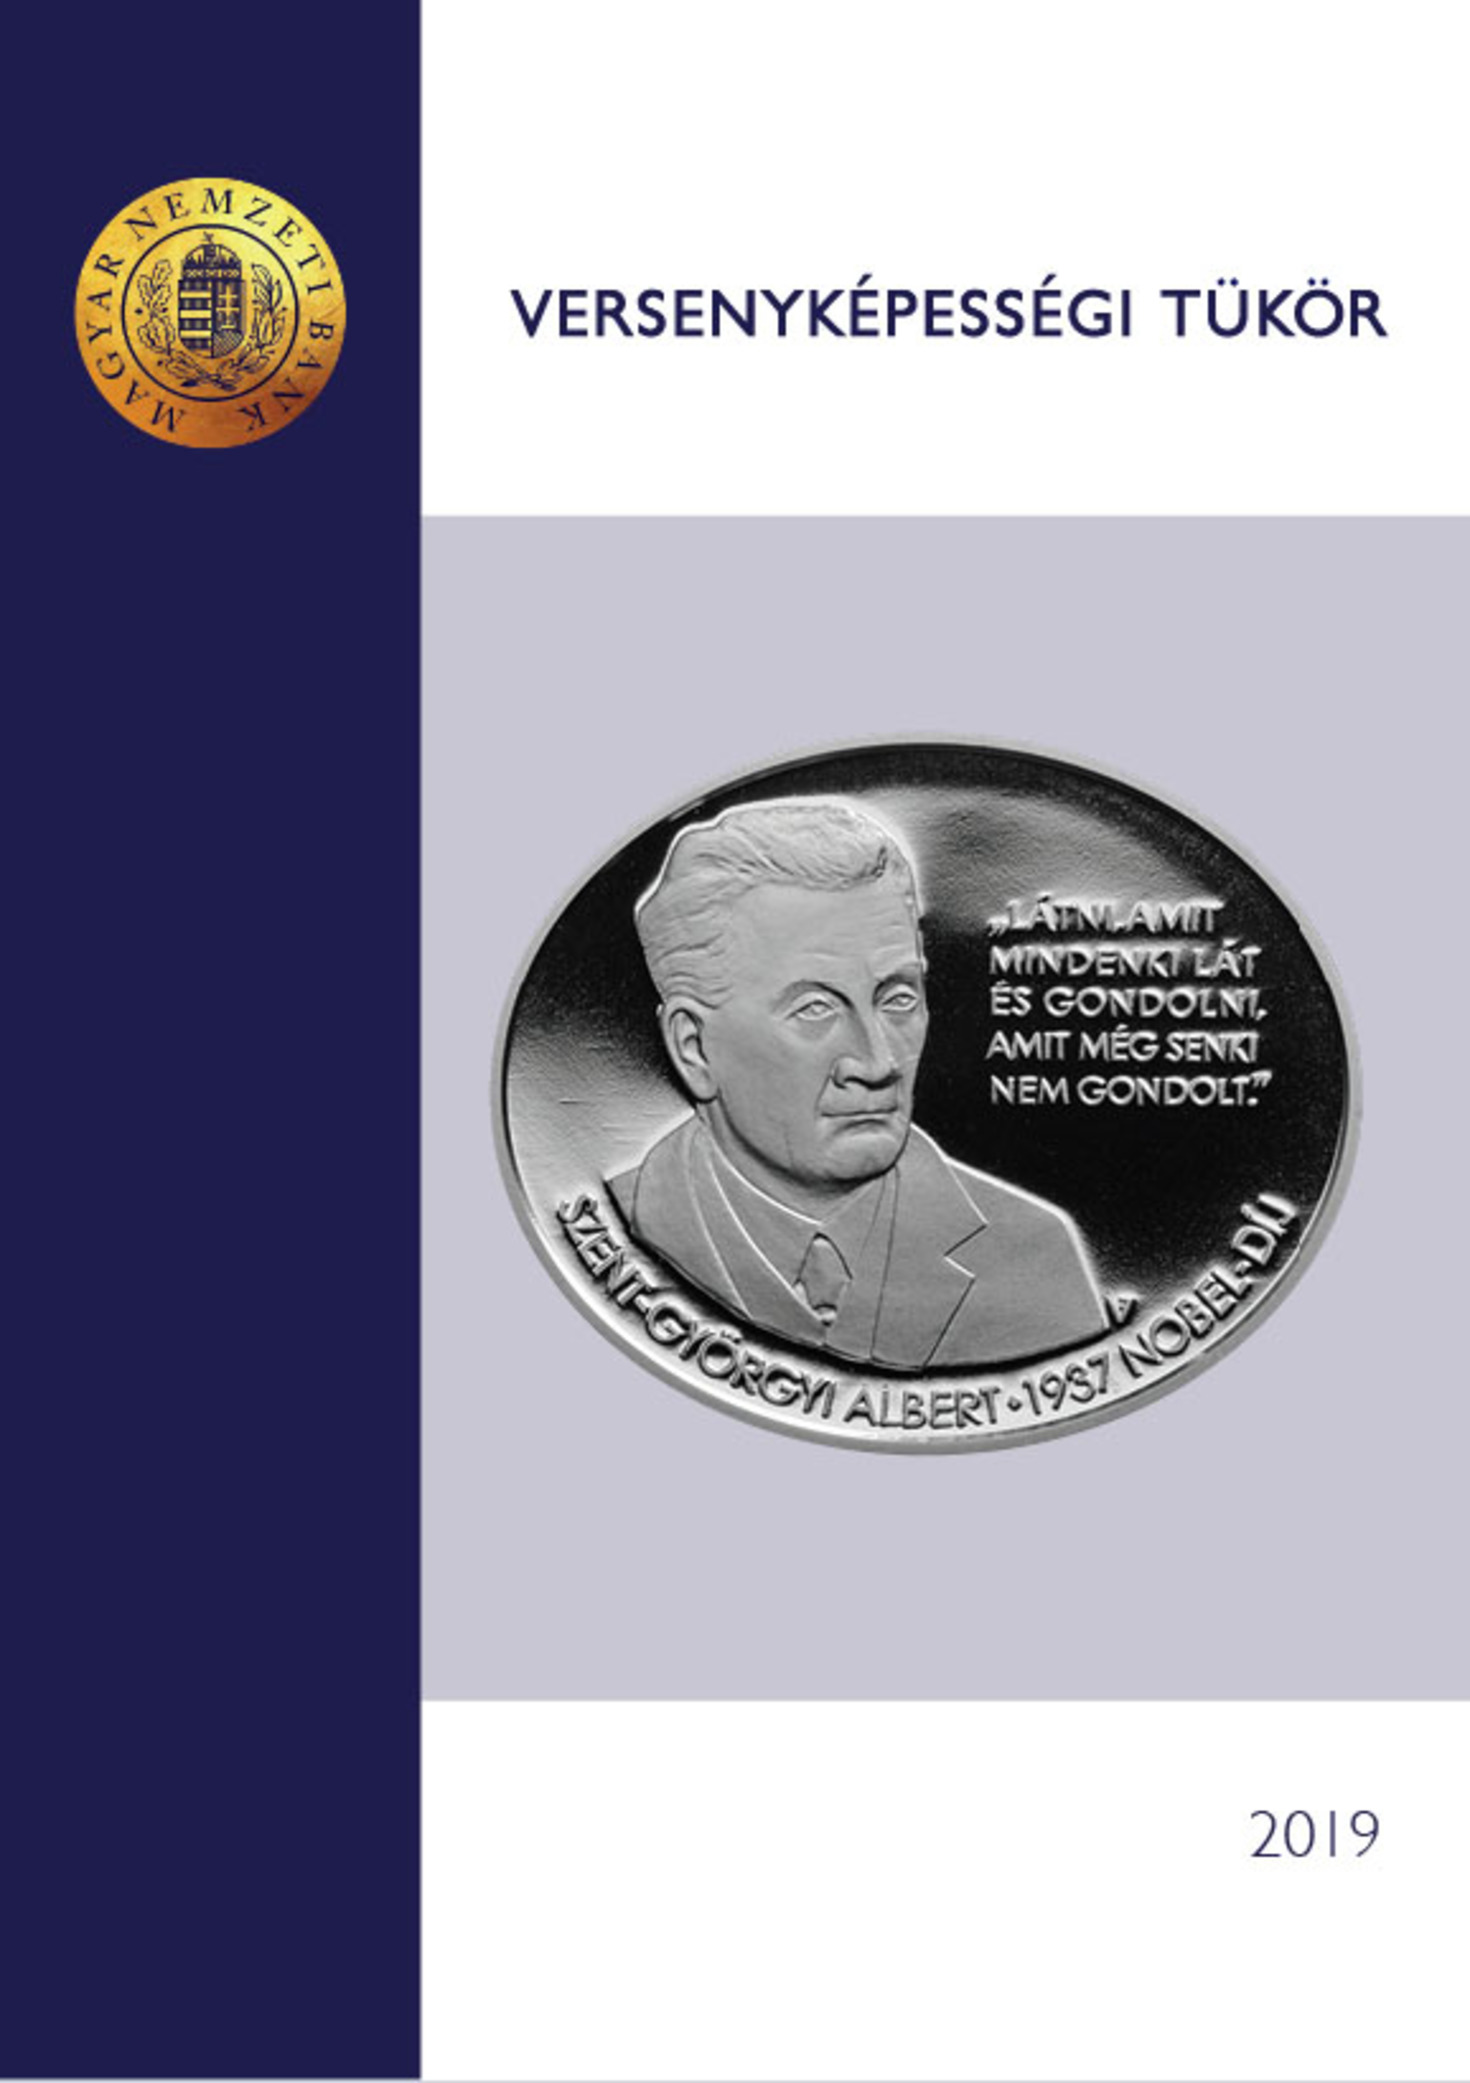 MAGYAR NEMZETI BANK
VERSENYKÉPESSÉGI TÜKÖR
„LÁTNI, AMIT
MINDENKI LÁT
ÉS GONDOLNI,
AMIT MÉG SENKI
NEM GONDOLT.”
SZENT-GYÖRGYI ALBERT•1937 NOBEL-DÍJ
2019